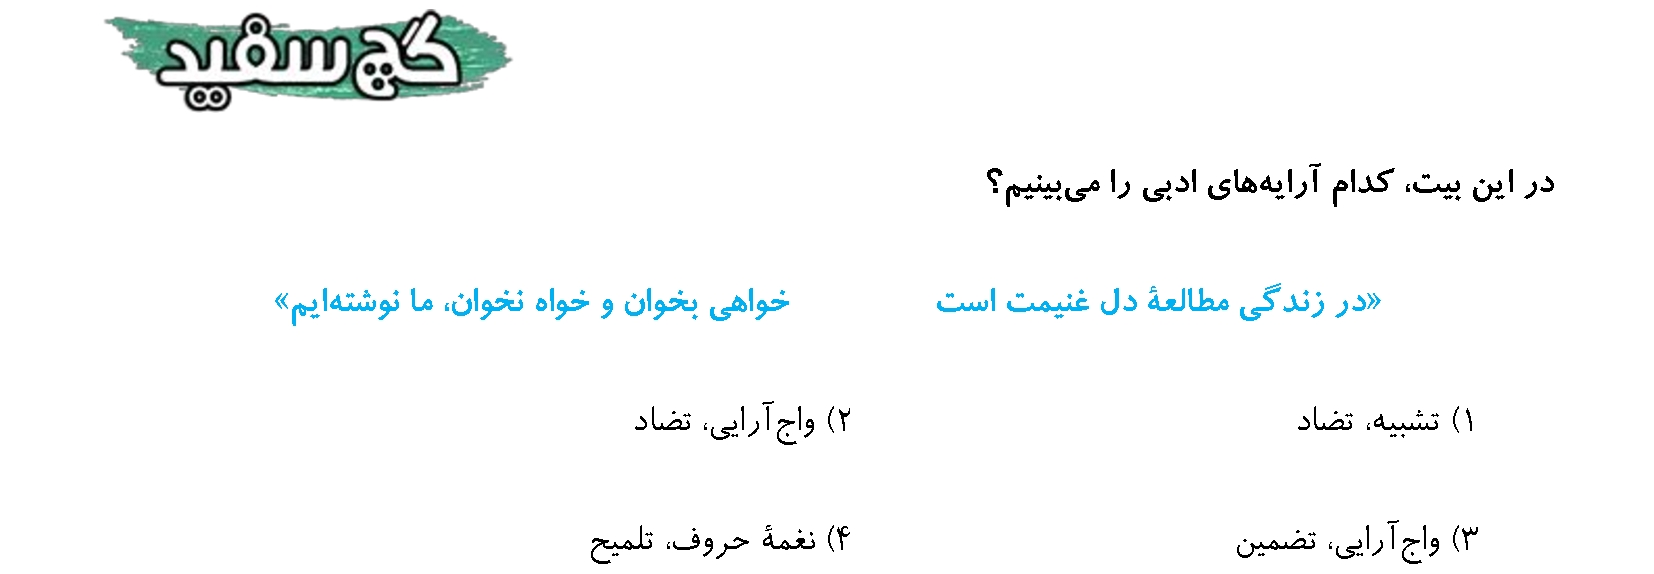 گچ سفید
در این بیت، کدام آرایه‌های ادبی را می‌بینیم؟
«در زندگی مطالعهٔ دل غنیمت است خواهی بخوان و خواه نخوان، ما نوشته‌ایم»
۱) تشبیه، تضاد ۲) واج‌آرایی، تضاد
۳) واج‌آرایی، تضمین ۴) نغمهٔ حروف، تلمیح